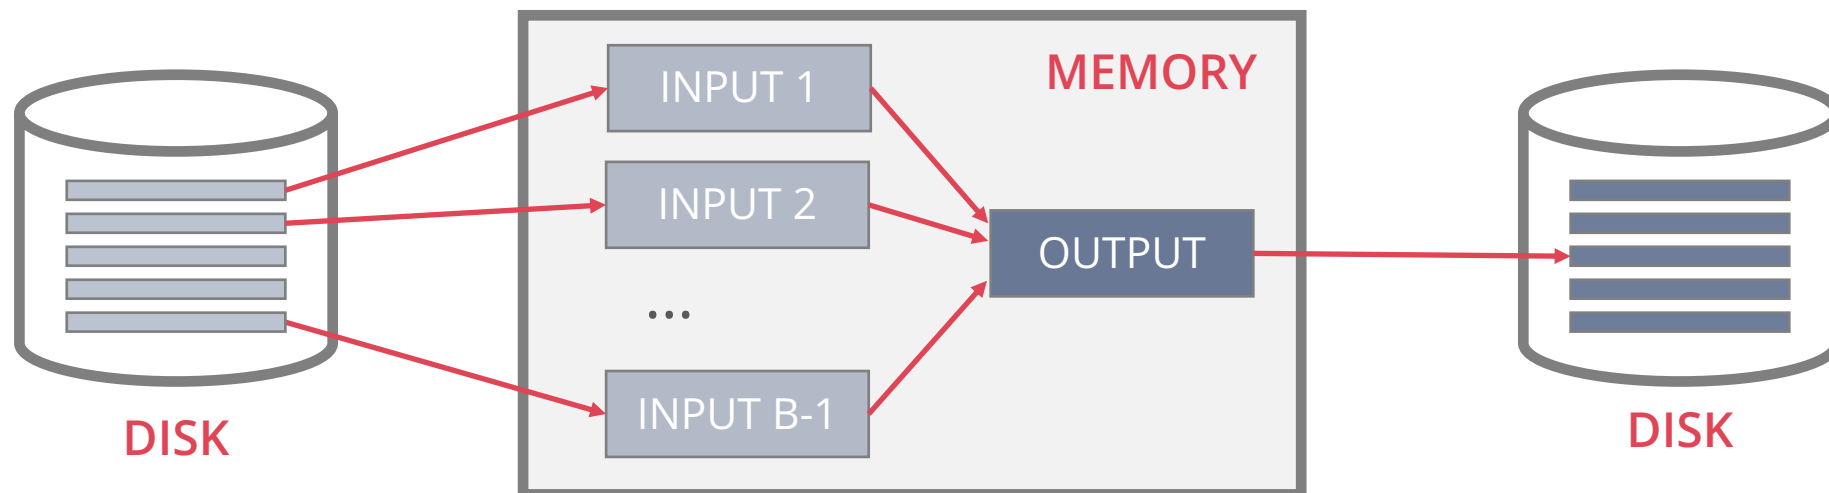 INPUT 1
MEMORY
INPUT 2
OUTPUT
...
INPUT B-1
DISK
DISK